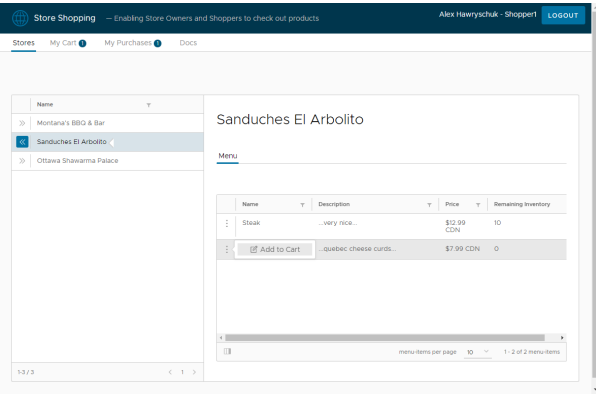 Store Shopping — Enabling Store Owners and Shoppers to check out products
Alex Hawryschuk - Shopper1 LOGOUT
Stores My Cart 1 My Purchases 1 Docs
Name
Montana's BBQ & Bar
Sanduches El Arbolito
Ottawa Shawarma Palace
1-3 / 3
1
Sanduches El Arbolito
Menu
Name Description Price Remaining Inventory
Steak ...very nice... $12.99 CDN 10
Add to Cart ...quebec cheese curds... $7.99 CDN 0
menu-items per page 10 1 - 2 of 2 menu-items